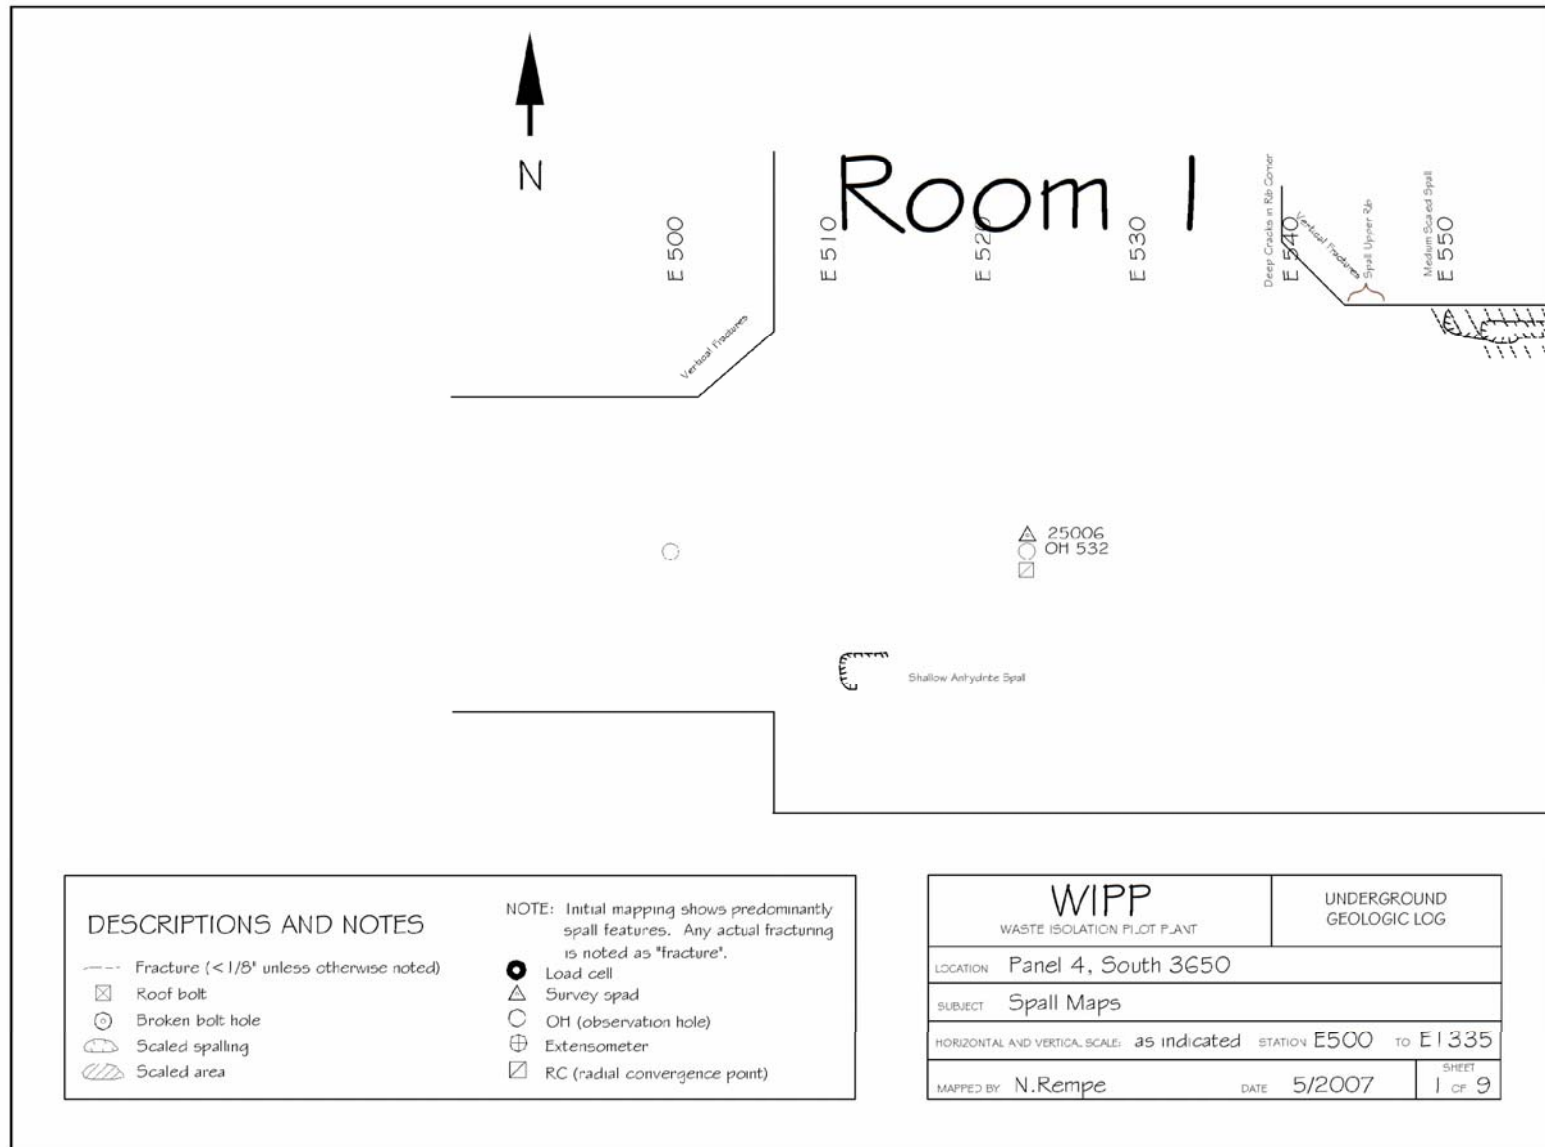 N
Room 1
E 500
E 510
E 520
E 530
E 540
E 550
Deep Cracks in Rib Corner
Vertical Fractures
Spall Upper Rib
Medium Scaled Spall
Vertical Fractures
25006
OH 532
Shallow Anhydrite Spall
DESCRIPTIONS AND NOTES
Fracture (<1/8" unless otherwise noted)
Roof bolt
Broken bolt hole
Scaled spalling
Scaled area
NOTE: Initial mapping shows predominantly
spall features. Any actual fracturing
is noted as "fracture".
Load cell
Survey spad
OH (observation hole)
Extensometer
RC (radial convergence point)
WIPP
WASTE ISOLATION PILOT PLANT
UNDERGROUND
GEOLOGIC LOG
LOCATION Panel 4, South 3650
SUBJECT Spall Maps
HORIZONTAL AND VERTICAL SCALE: as indicated STATION E500 TO E1335
MAPPED BY N.Rempe DATE 5/2007 SHEET 1 OF 9